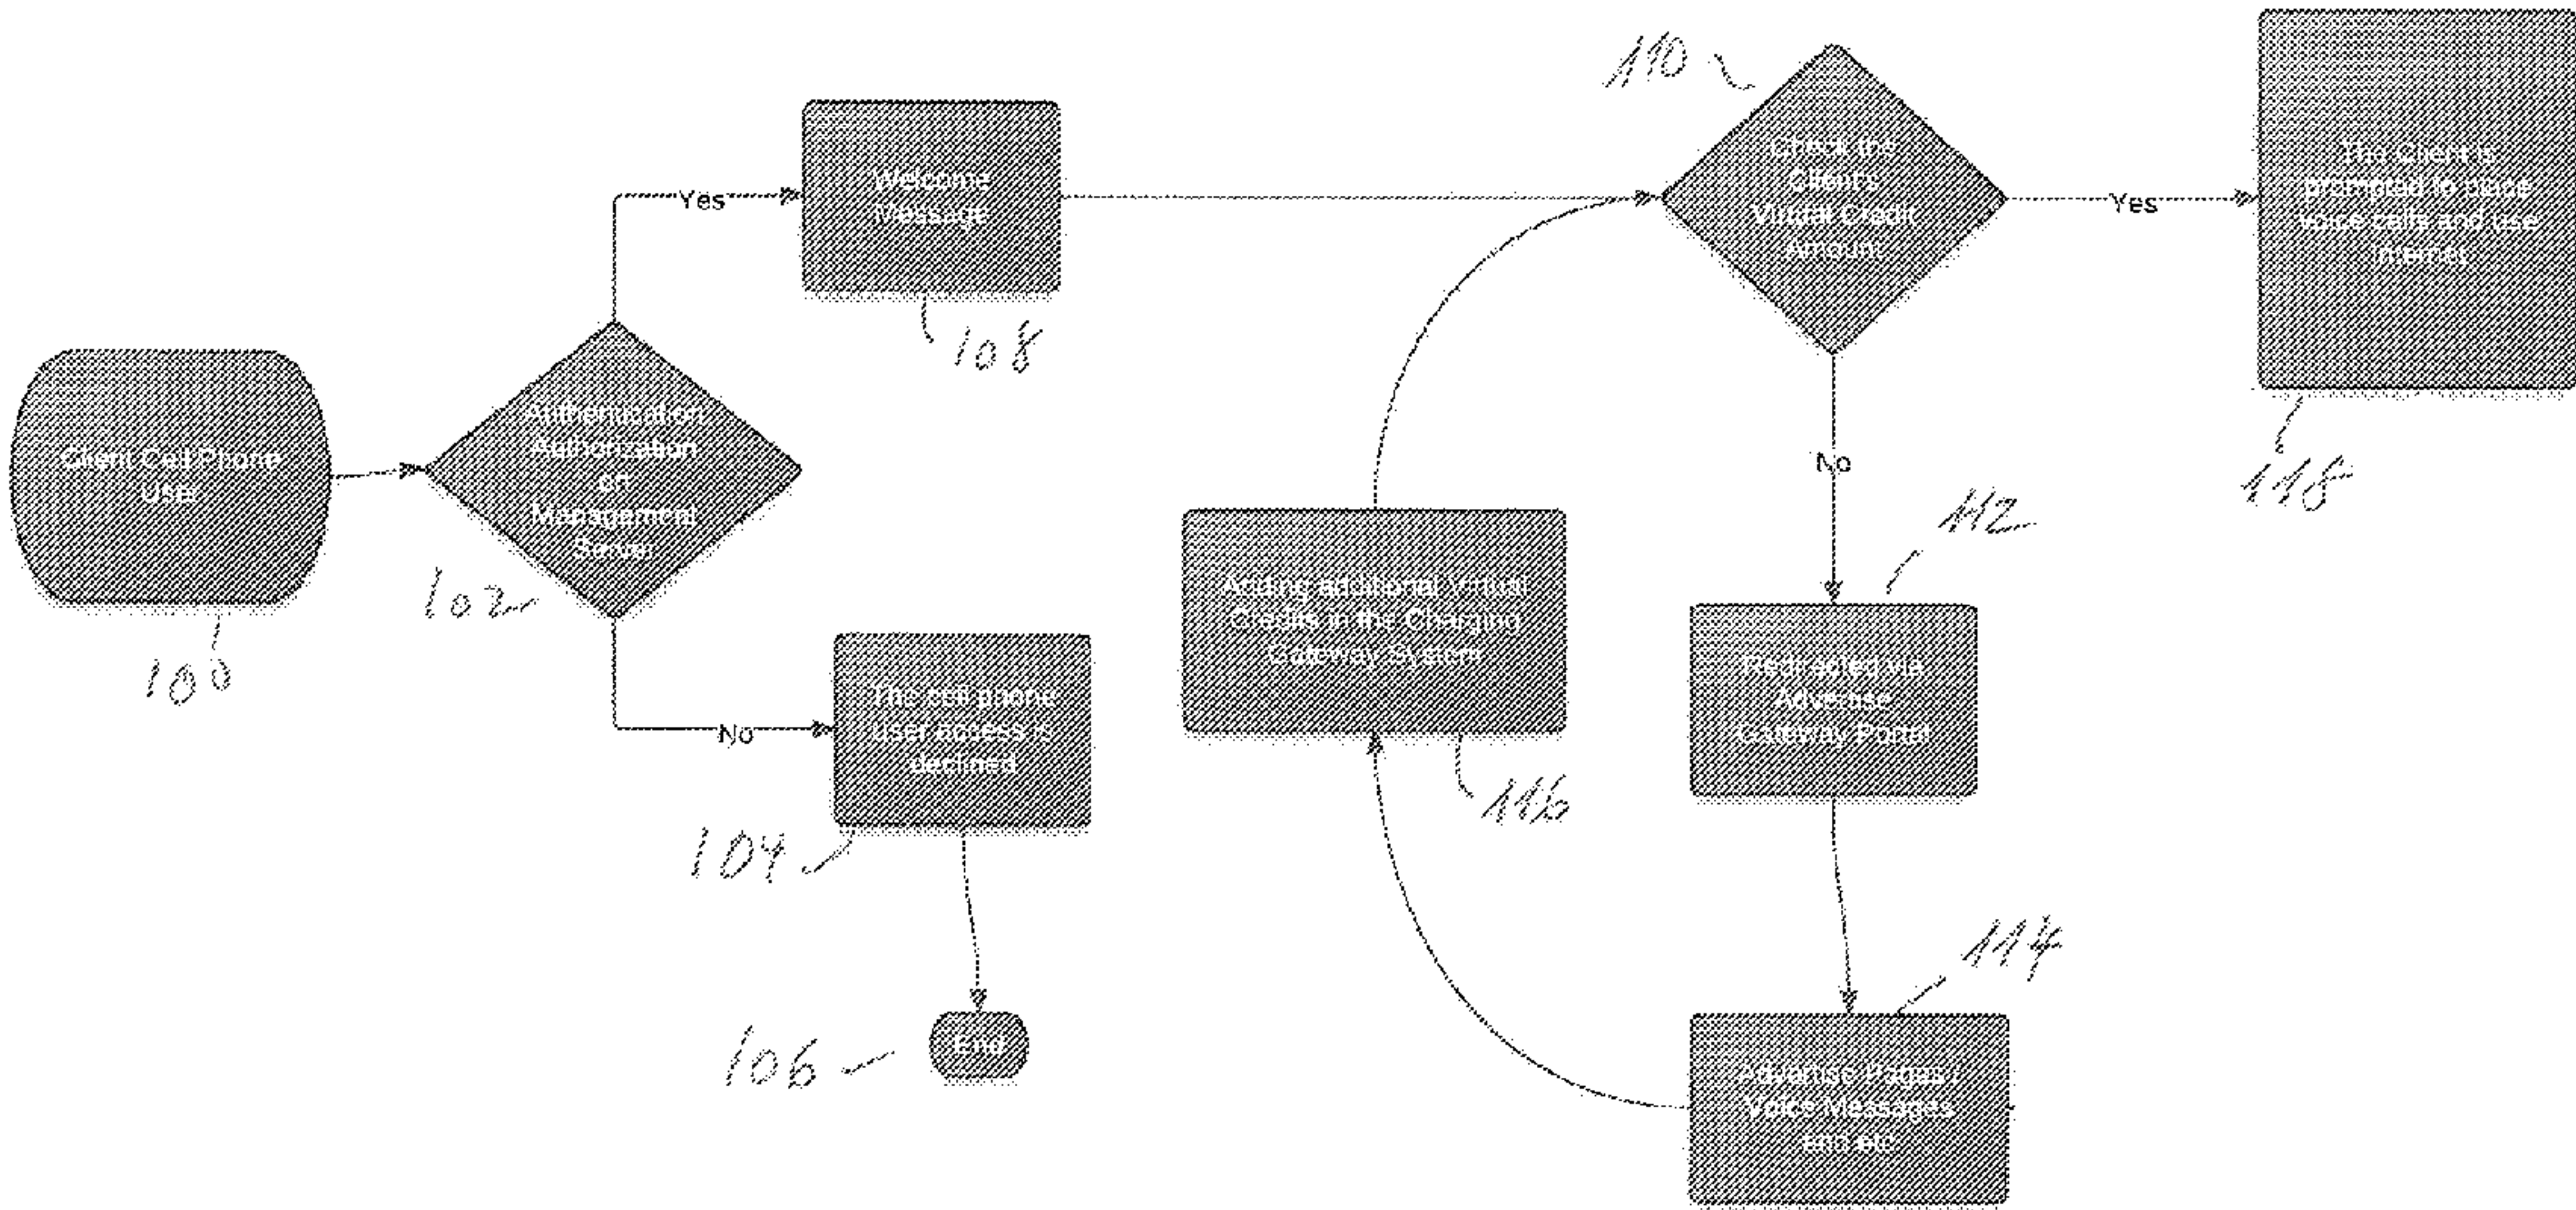 Client Cell Phone
User
100
Authentication
Authorization
on
Management
Server
102
Yes
Welcome
Message
108
No
The cell phone
user access is
declined
104
End
106
110
Check the
Client's
Virtual Credit
Amount
Yes
The Client is
prompted to
voice calls and use
Internet
118
No
112
Redirected via
Advertise
Gateway Portal
114
Advertise Pages /
Voice Messages
and etc
Adding additional Virtual
Credits in the Charging
Gateway System
116